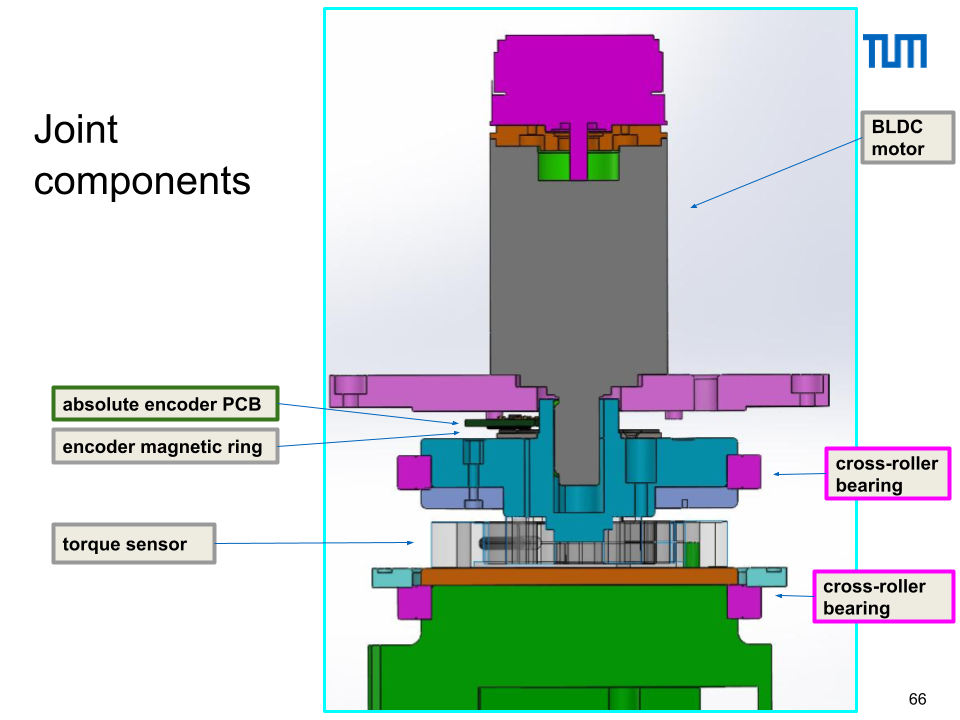 TUM
Joint
components
BLDC
motor
absolute encoder PCB
encoder magnetic ring
cross-roller
bearing
torque sensor
cross-roller
bearing
66